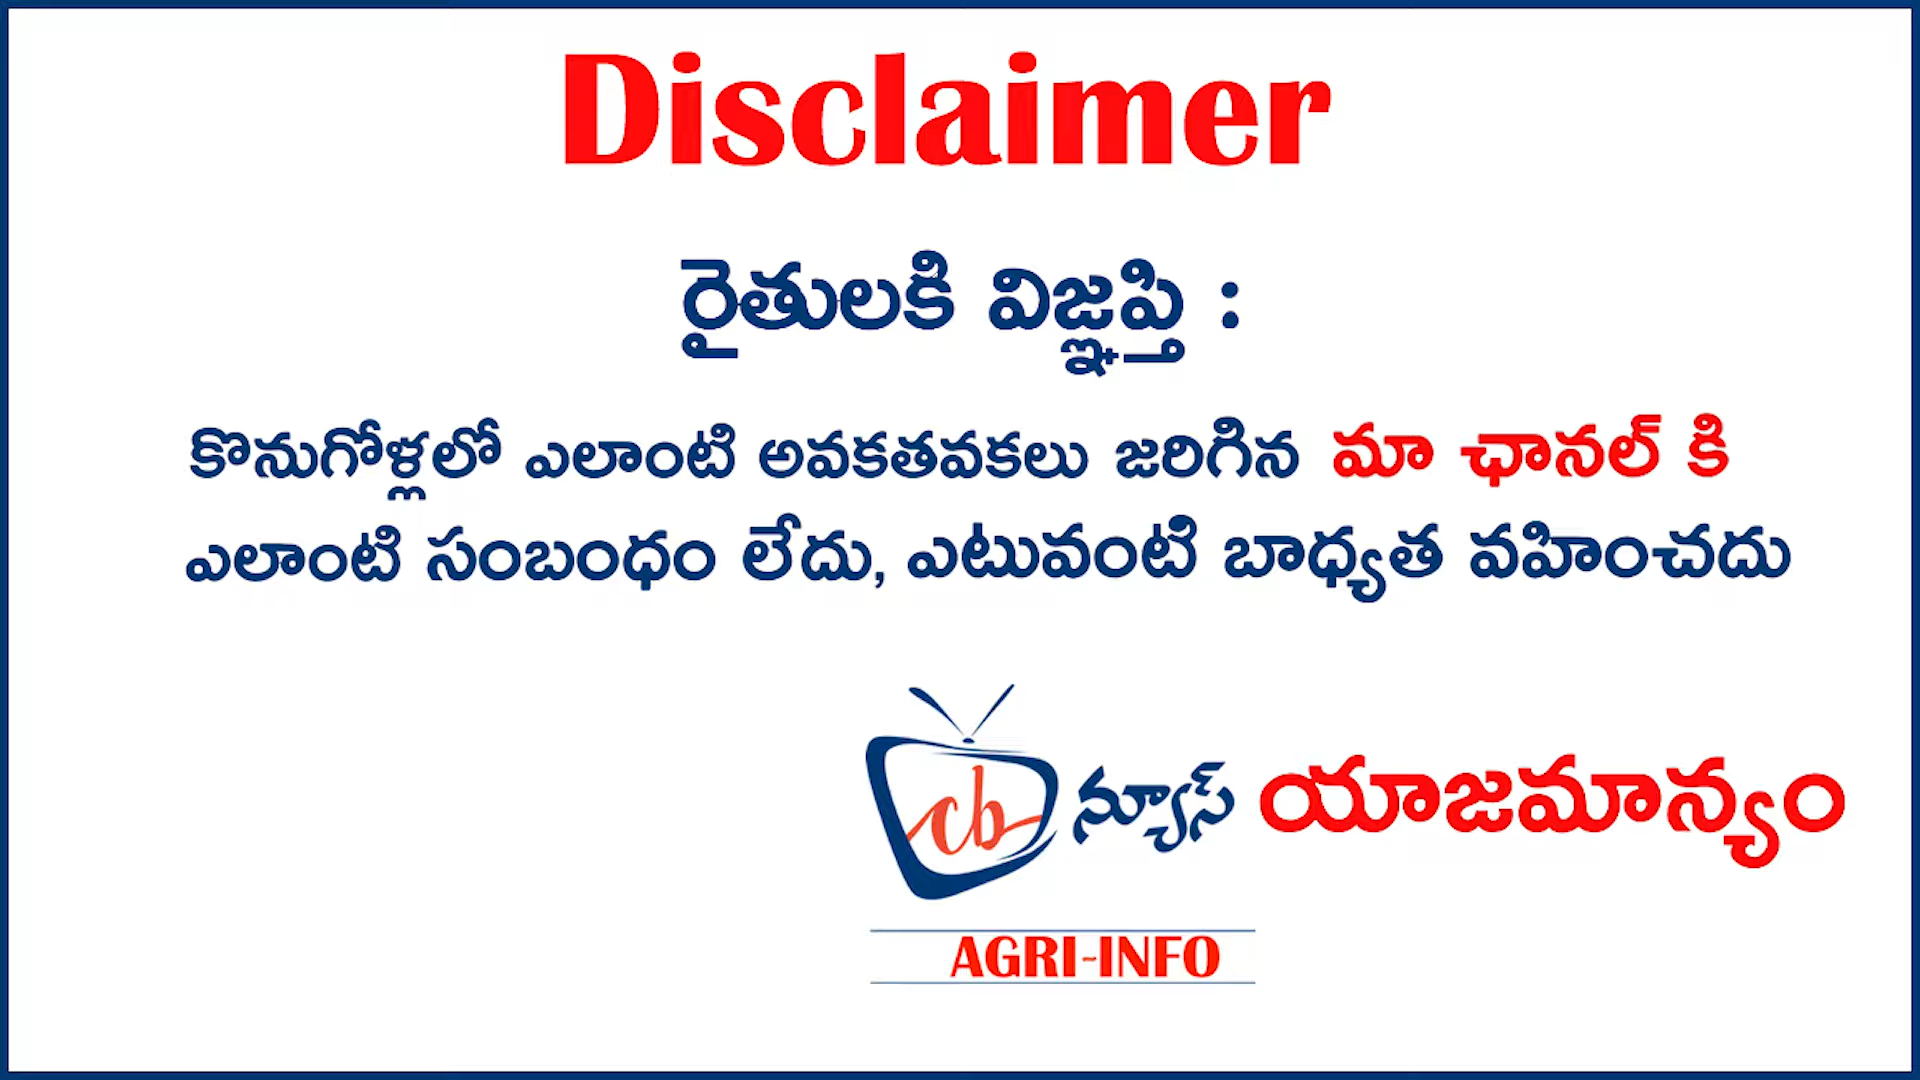 Disclaimer
రైతులకి విజ్ఞప్తి :
కొనుగోళ్లలో ఎలాంటి అవకతవకలు జరిగిన మా ఛానల్ కి
ఎలాంటి సంబంధం లేదు, ఎటువంటి బాధ్యత వహించదు
cb న్యూస్ యాజమాన్యం
AGRI-INFO